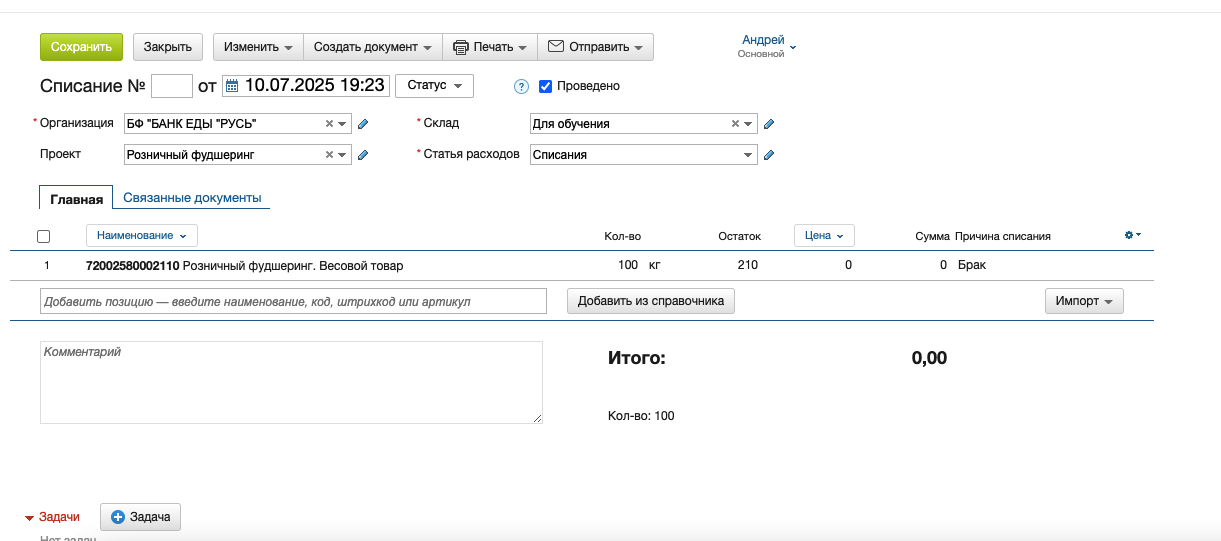 Сохранить Закрыть Изменить Создать документ Печать Отправить Андрей
Основной
Списание № от 10.07.2025 19:23 Статус ? Проведено
* Организация БФ "БАНК ЕДЫ "РУСЬ" * Склад Для обучения
Проект Розничный фудшеринг * Статья расходов Списания
Главная Связанные документы
Наименование Кол-во Остаток Цена Сумма Причина списания
1 72002580002110 Розничный фудшеринг. Весовой товар 100 кг 210 0 0 Брак
Добавить позицию — введите наименование, код, штрихкод или артикул Добавить из справочника Импорт
Комментарий
Итого: 0,00
Кол-во: 100
Задачи Задача
Нет задач